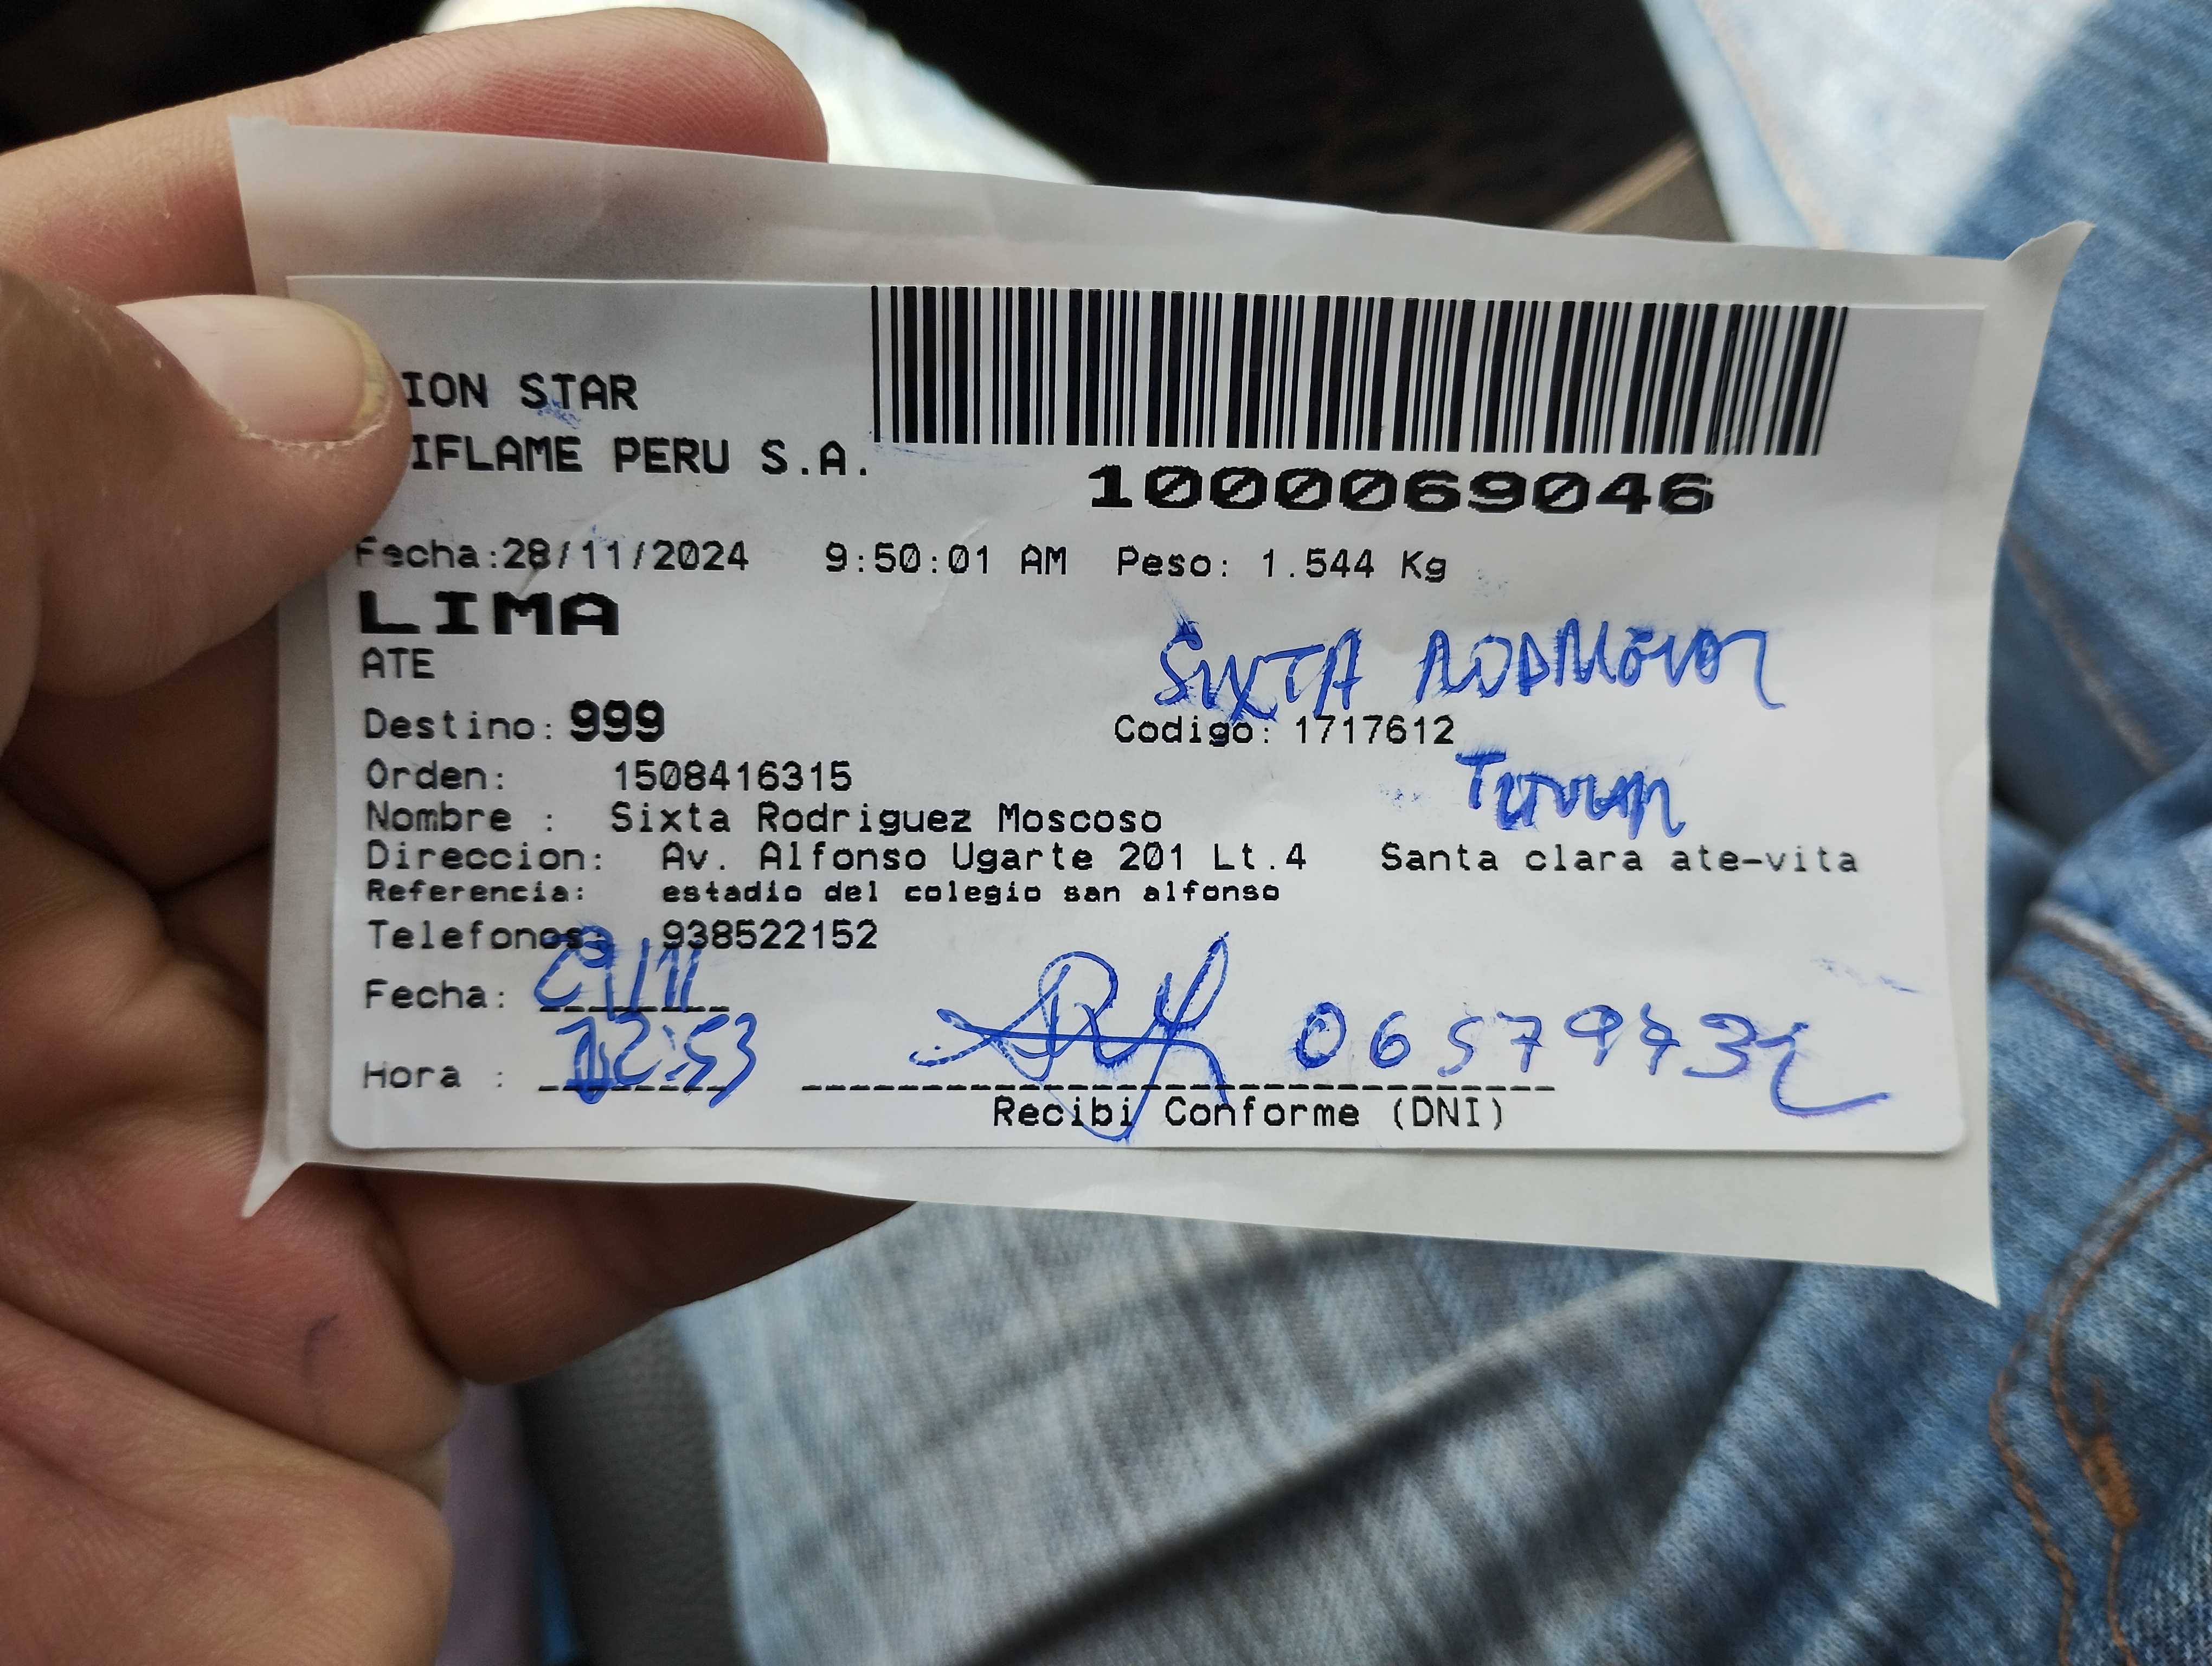 ION STAR
IFLAME PERU S.A.
1000069046
Fecha:28/11/2024 9:50:01 AM Peso: 1.544 Kg
LIMA
ATE
SIXTA
Destino: 999 Codigo: 1717612
Orden: 1508416315
Nombre : Sixta Rodriguez Moscoso
Direccion: Av. Alfonso Ugarte 201 Lt.4 Santa clara ate-vita
Referencia: estadio del colegio san alfonso
Telefonos: 938522152
Fecha: 29/11
Hora : 12:53
Recibi Conforme (DNI)